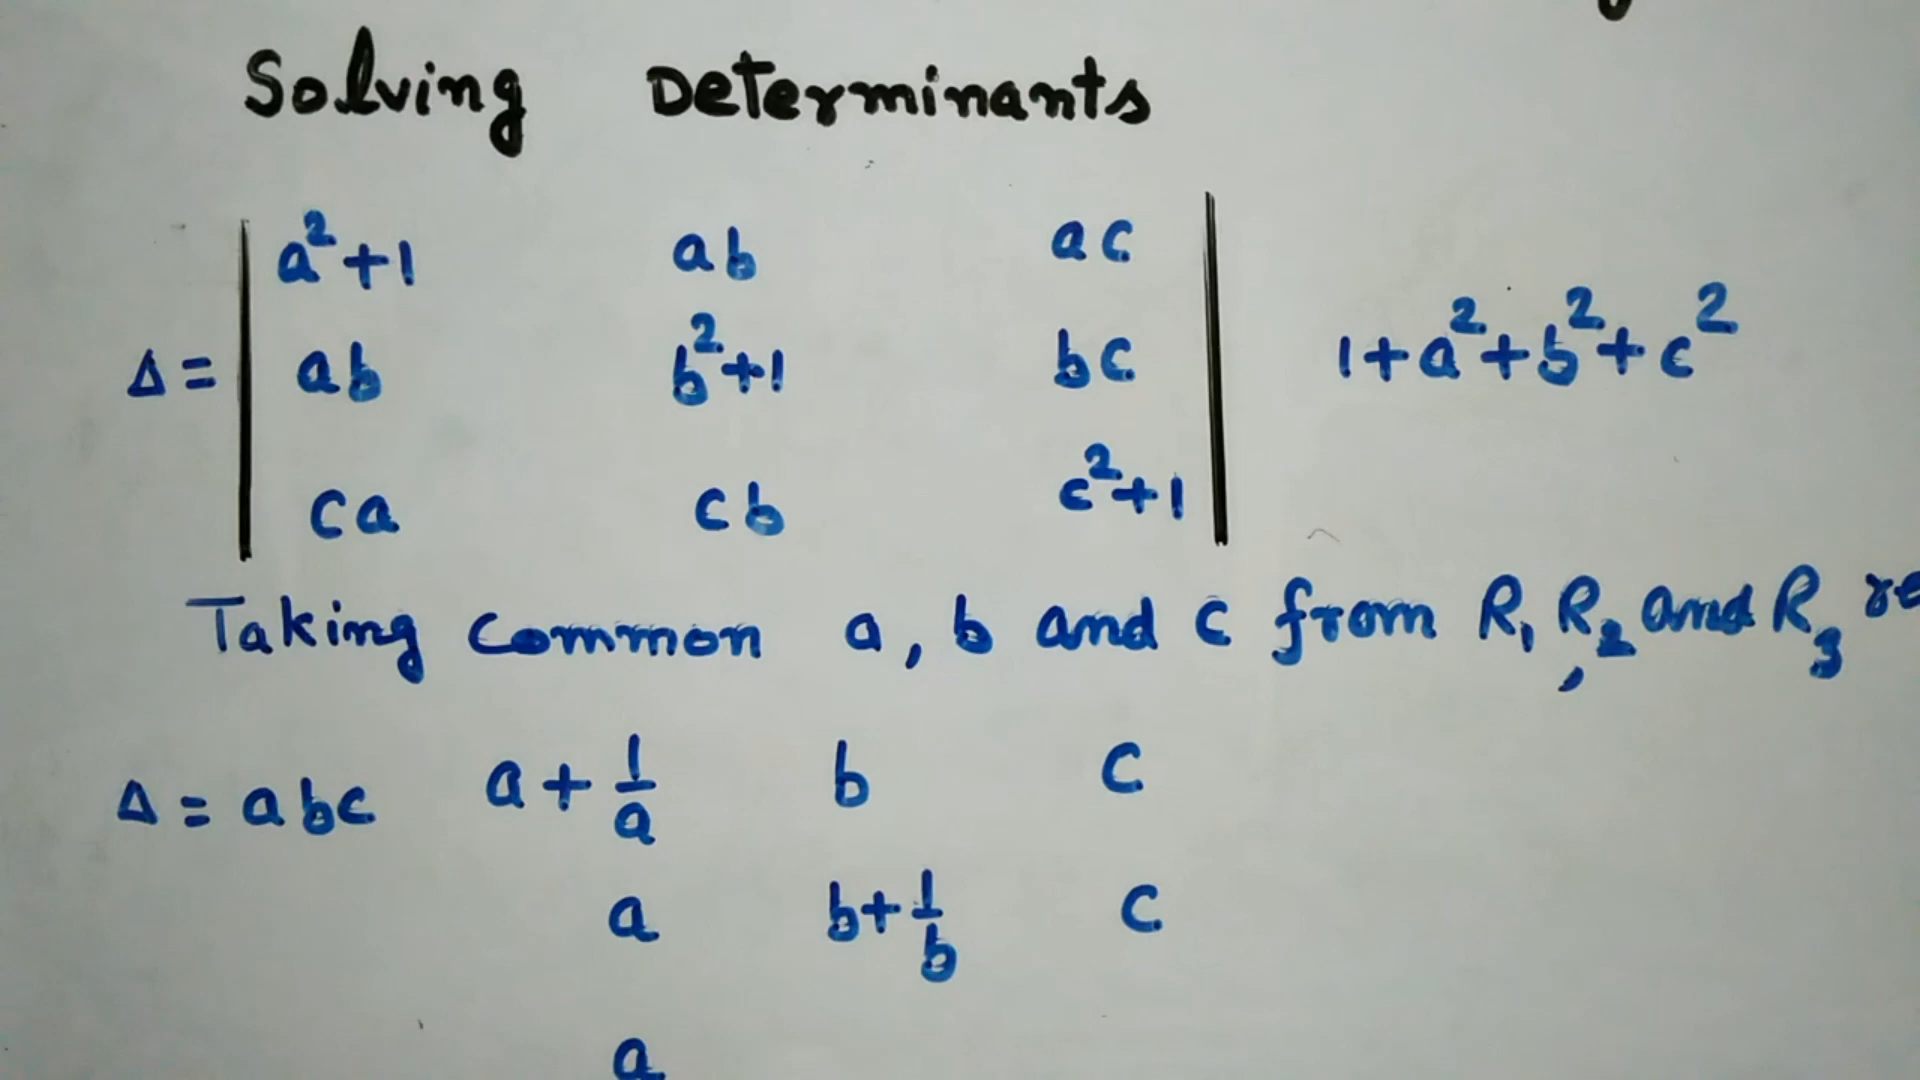 Solving Determinants
a²+1 ab ac
Δ = ab b²+1 bc 1+a²+b²+c²
ca cb c²+1
Taking common a, b and c from R₁, R₂ and R₃
Δ = abc a + 1/a b c
a b + 1/b c
a